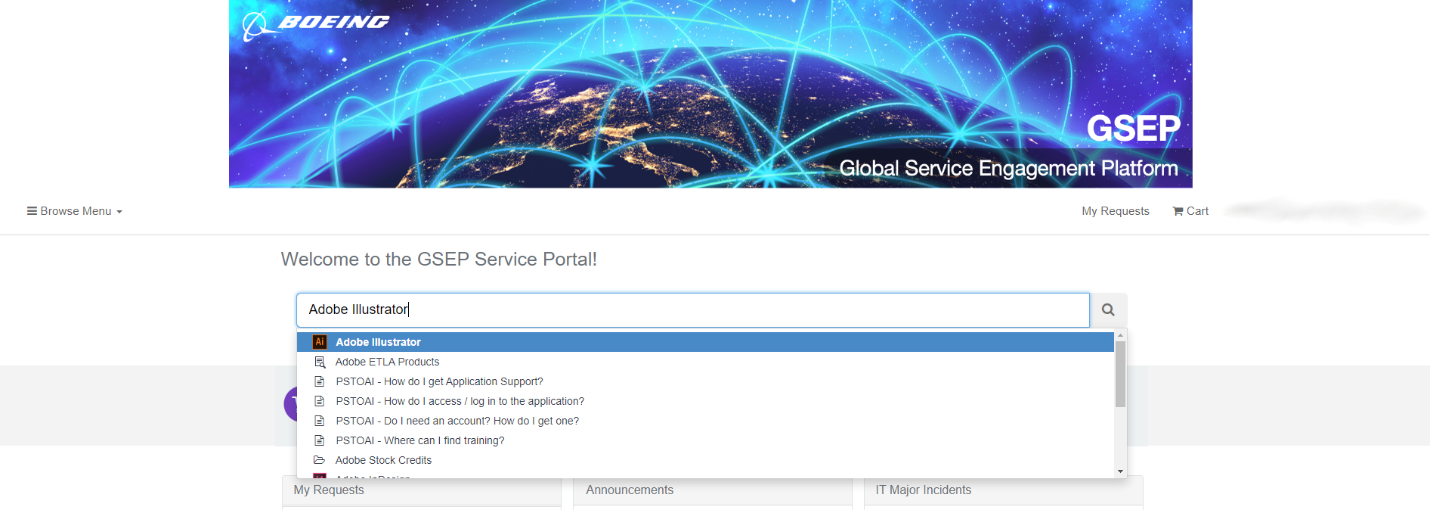 BOEING
GSEP
Global Service Engagement Platform
Browse Menu
My Requests
Cart
Welcome to the GSEP Service Portal!
Adobe Illustrator
Ai Adobe Illustrator
Adobe ETLA Products
PSTOAI - How do I get Application Support?
PSTOAI - How do I access / log in to the application?
PSTOAI - Do I need an account? How do I get one?
PSTOAI - Where can I find training?
Adobe Stock Credits
My Requests
Announcements
IT Major Incidents